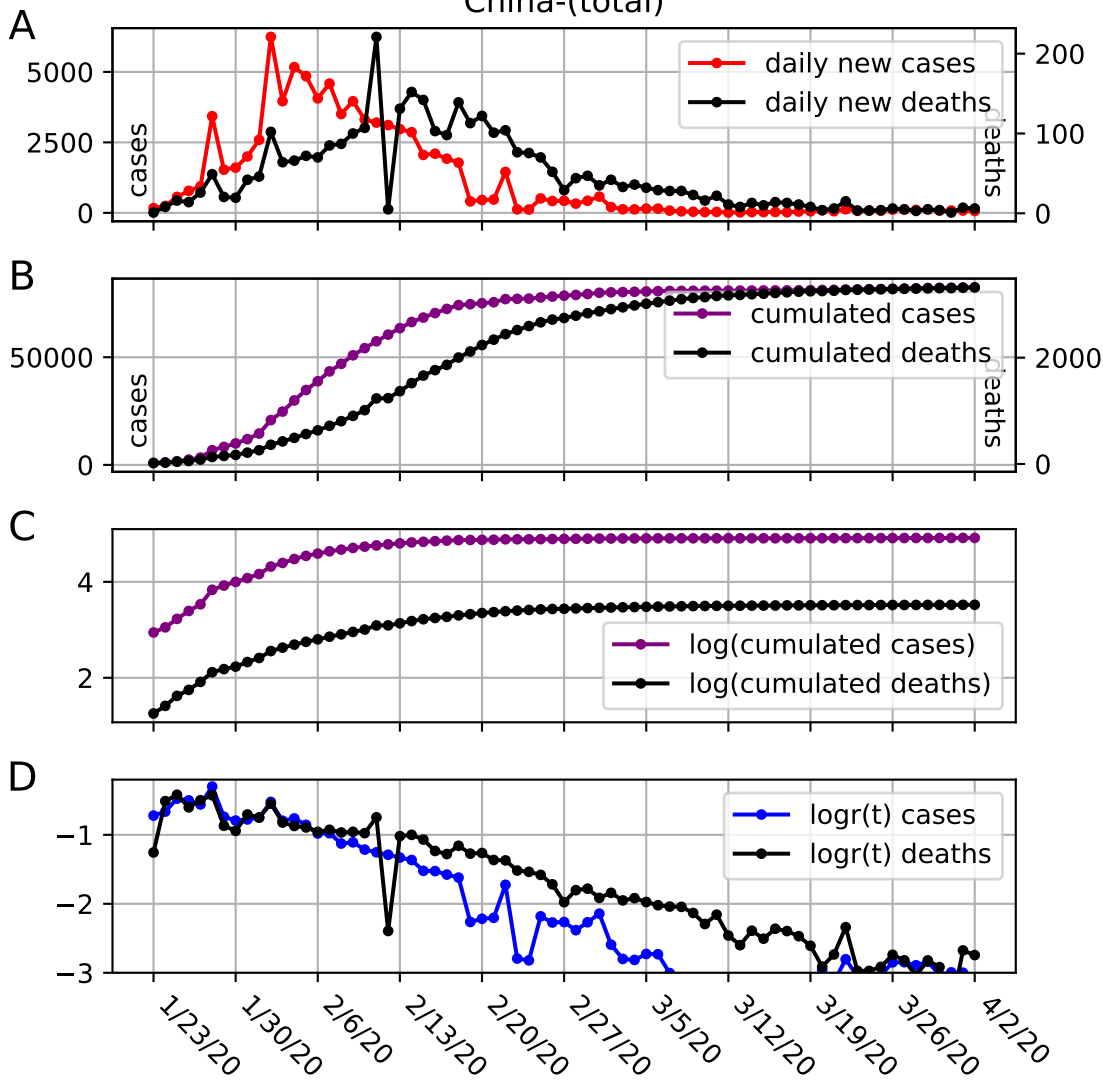 China-(total)
A
5000
2500
0
cases
daily new cases
daily new deaths
deaths
200
100
0
B
50000
0
cases
cumulated cases
cumulated deaths
deaths
2000
0
C
4
2
log(cumulated cases)
log(cumulated deaths)
D
−1
−2
−3
logr(t) cases
logr(t) deaths
1/23/20
1/30/20
2/6/20
2/13/20
2/20/20
2/27/20
3/5/20
3/12/20
3/19/20
3/26/20
4/2/20